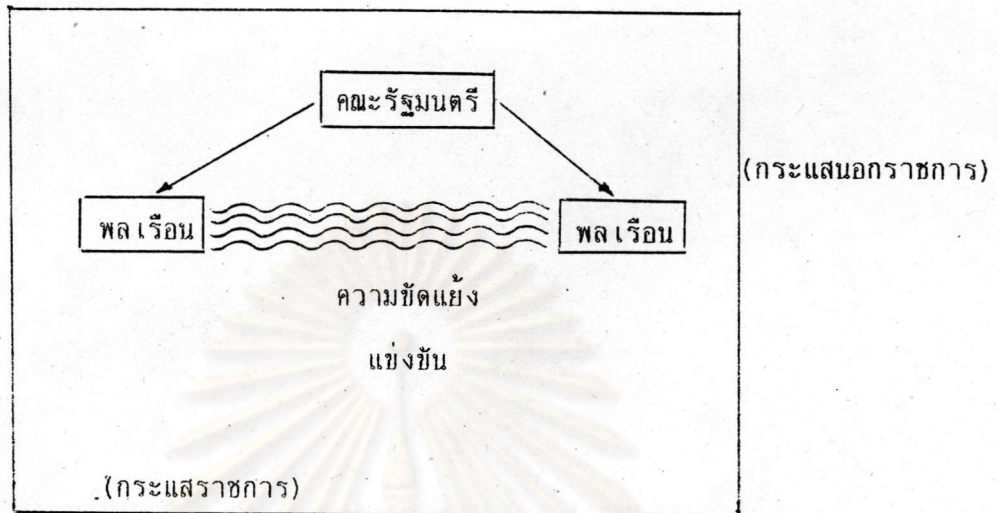 คณะรัฐมนตรี
(กระแสนอกราชการ)
พลเรือน
พลเรือน
ความขัดแย้ง
แข่งขัน
(กระแสราชการ)